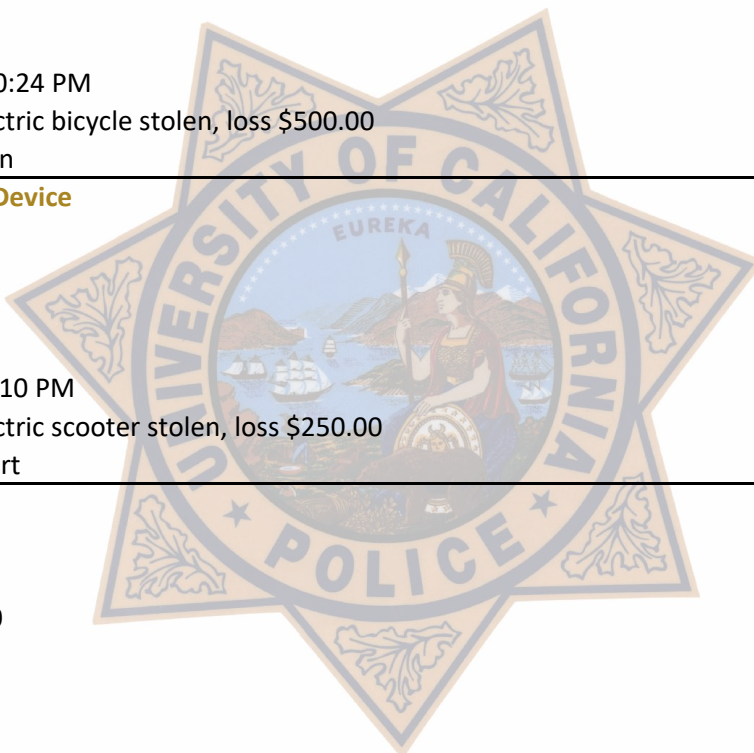 0:24 PM
ctric bicycle stolen, loss $500.00
n
Device
10 PM
ctric scooter stolen, loss $250.00
rt
)
UNIVERSITY OF CALIFORNIA
EUREKA
★ POLICE ★